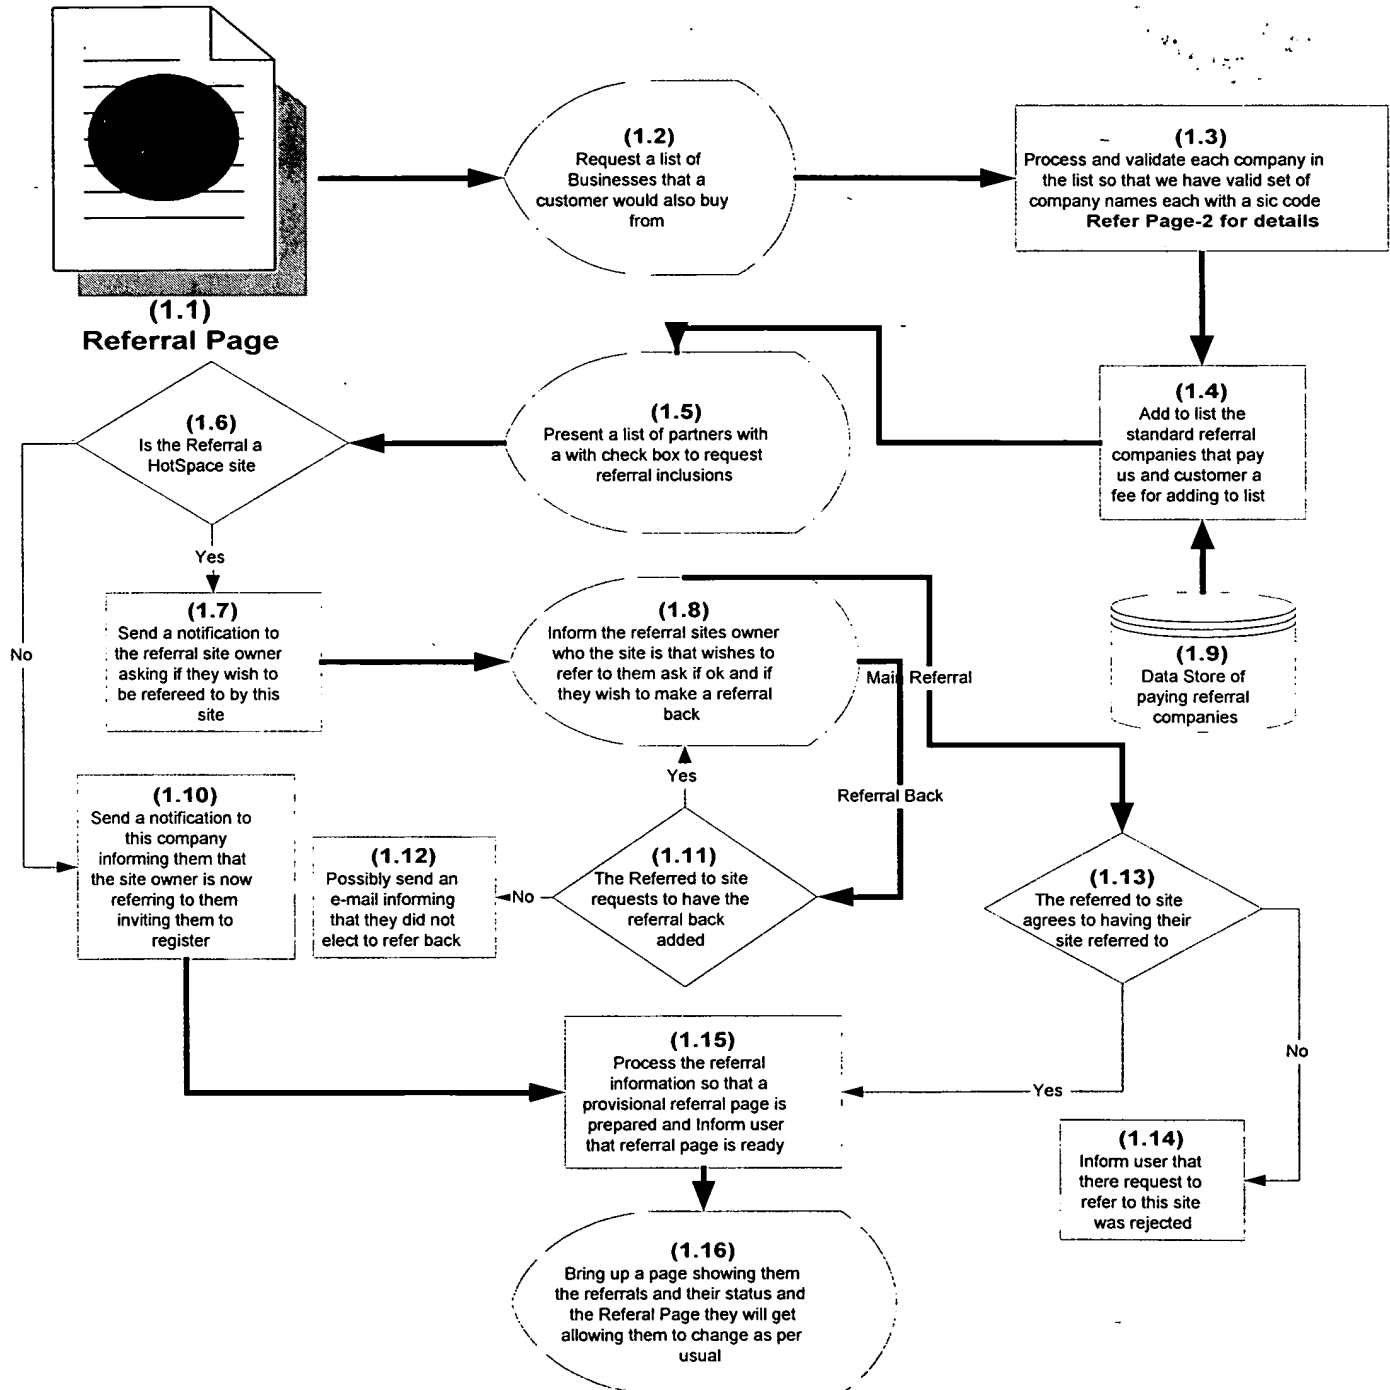 (1.1)
Referral Page
(1.2)
Request a list of
Businesses that a
customer would also buy
from
(1.3)
Process and validate each company in
the list so that we have valid set of
company names each with a sic code
Refer Page-2 for details
(1.4)
Add to list the
standard referral
companies that pay
us and customer a
fee for adding to list
(1.5)
Present a list of partners with
a with check box to request
referral inclusions
(1.6)
Is the Referral a
HotSpace site
Yes
No
(1.7)
Send a notification to
the referral site owner
asking if they wish to
be refereed to by this
site
(1.8)
Inform the referral sites owner
who the site is that wishes to
refer to them ask if ok and if
they wish to make a referral
back
Main Referral
Referral Back
(1.9)
Data Store of
paying referral
companies
(1.10)
Send a notification to
this company
informing them that
the site owner is now
referring to them
inviting them to
register
Yes
(1.11)
The Referred to site
requests to have the
referral back
added
No
(1.12)
Possibly send an
e-mail informing
that they did not
elect to refer back
(1.13)
The referred to site
agrees to having their
site referred to
No
Yes
(1.14)
Inform user that
there request to
refer to this site
was rejected
(1.15)
Process the referral
information so that a
provisional referral page is
prepared and Inform user
that referral page is ready
(1.16)
Bring up a page showing them
the referrals and their status and
the Referal Page they will get
allowing them to change as per
usual